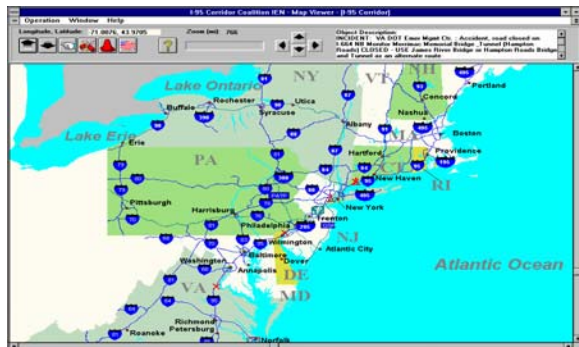 I-95 Corridor Coalition IEN - Map Viewer - [I-95 Corridor]
Operation Window Help
Longitude, Latitude: 71.0076, 43.9705
Zoom (mi): 766
Object Description:
INCIDENT : VA DOT Emer Mgmt Ctr. : Accident, road closed on
I-664 NB Monitor Merrimac Memorial Bridge , Tunnel (Hampton
Roads) CLOSED - USE James River Bridge or Hampton Roads Bridge
and Tunnel as an alternate route
NY
VT
NH
Portland
Lake Ontario
Concord
Rochester
Utica
Buffalo
Syracuse
Nashua
Albany
Boston
Lake Erie
Erie
Hartford
Providence
PA
CT
RI
New Haven
Pittsburgh
Harrisburg
New York
Trenton
Philadelphia
NJ
Wilmington
Atlantic City
Washington
Baltimore
Dover
Annapolis
DE
Atlantic Ocean
VA
MD
Richmond
Roanoke
Petersburg
Norfolk